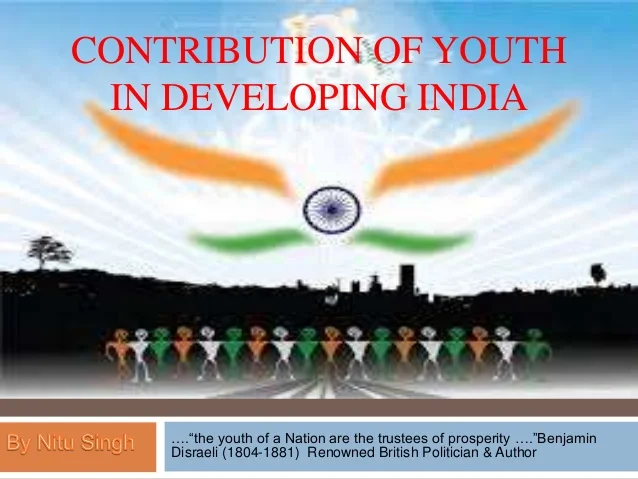 CONTRIBUTION OF YOUTH
IN DEVELOPING INDIA
By Nitu Singh
….“the youth of a Nation are the trustees of prosperity ….”Benjamin
Disraeli (1804-1881) Renowned British Politician & Author